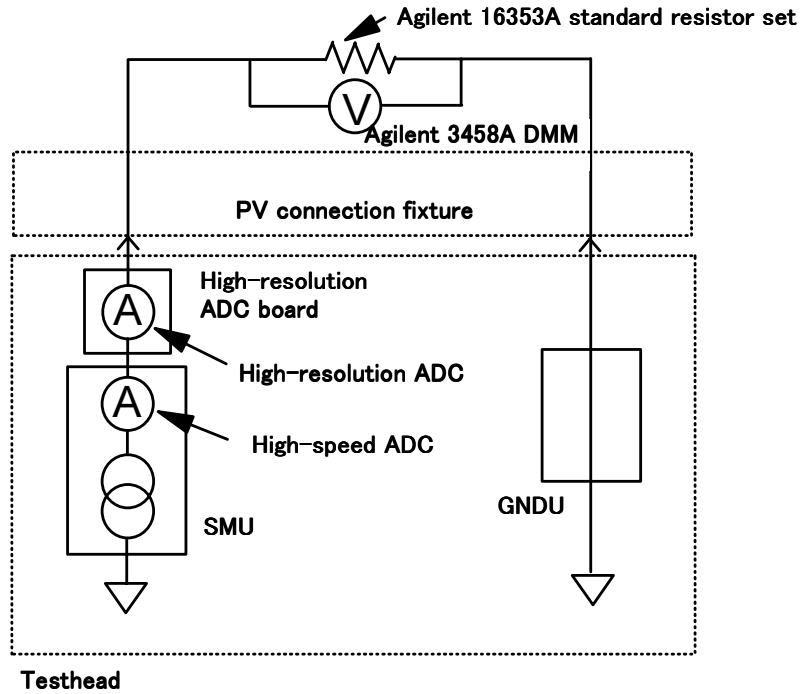 Agilent 16353A standard resistor set
V
Agilent 3458A DMM
PV connection fixture
High-resolution
ADC board
A
High-resolution ADC
A
High-speed ADC
GNDU
SMU
Testhead